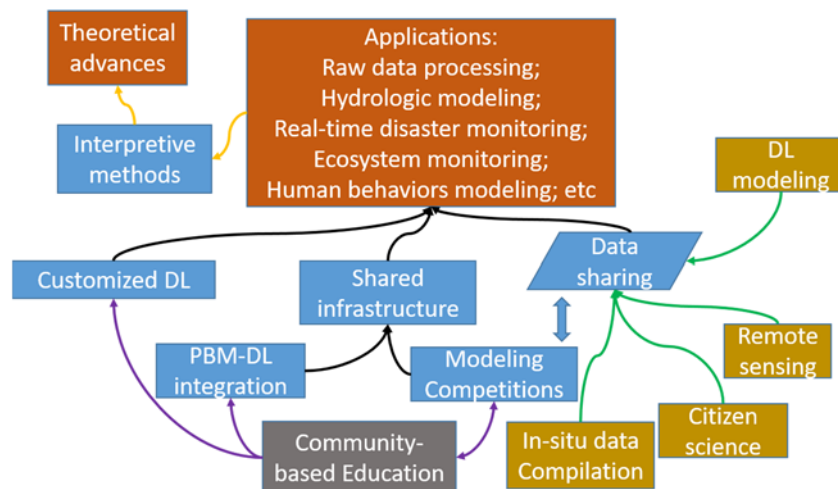 Theoretical
advances
Applications:
Raw data processing;
Hydrologic modeling;
Real-time disaster monitoring;
Ecosystem monitoring;
Human behaviors modeling; etc
Interpretive
methods
DL
modeling
Customized DL
Shared
infrastructure
Data
sharing
PBM-DL
integration
Modeling
Competitions
Remote
sensing
Community-
based Education
In-situ data
Compilation
Citizen
science